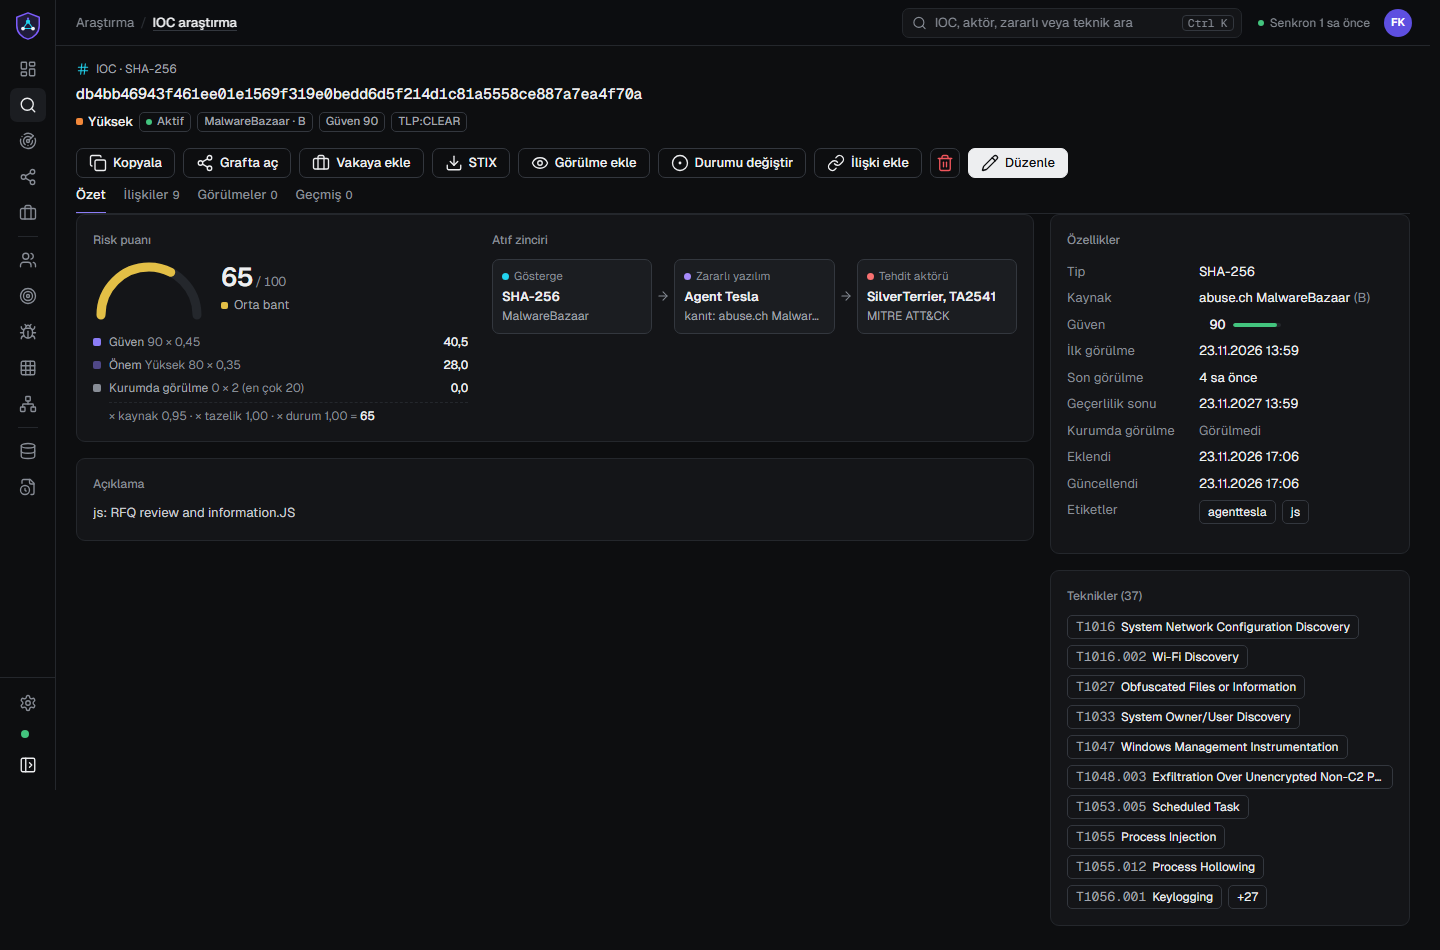 Araştırma / IOC araştırma
IOC, aktör, zararlı veya teknik ara
Ctrl K
Senkron 1 sa önce
FK
IOC · SHA-256
db4bb46943f461ee01e1569f319e0bedd6d5f214d1c81a5558ce887a7ea4f70a
Yüksek
Aktif
MalwareBazaar · B
Güven 90
TLP:CLEAR
Kopyala
Grafta aç
Vakaya ekle
STIX
Görülme ekle
Durumu değiştir
İlişki ekle
Düzenle
Özet
İlişkiler 9
Görülmeler 0
Geçmiş 0
Risk puanı
65 / 100
Orta bant
Güven 90 × 0,45 40,5
Önem Yüksek 80 × 0,35 28,0
Kurumda görülme 0 × 2 (en çok 20) 0,0
× kaynak 0,95 · × tazelik 1,00 · × durum 1,00 = 65
Atıf zinciri
Gösterge
SHA-256
MalwareBazaar
Zararlı yazılım
Agent Tesla
kanıt: abuse.ch Malwar...
Tehdit aktörü
SilverTerrier, TA2541
MITRE ATT&CK
Açıklama
js: RFQ review and information.JS
Özellikler
Tip SHA-256
Kaynak abuse.ch MalwareBazaar (B)
Güven 90
İlk görülme 23.11.2026 13:59
Son görülme 4 sa önce
Geçerlilik sonu 23.11.2027 13:59
Kurumda görülme Görülmedi
Eklendi 23.11.2026 17:06
Güncellendi 23.11.2026 17:06
Etiketler agenttesla js
Teknikler (37)
T1016 System Network Configuration Discovery
T1016.002 Wi-Fi Discovery
T1027 Obfuscated Files or Information
T1033 System Owner/User Discovery
T1047 Windows Management Instrumentation
T1048.003 Exfiltration Over Unencrypted Non-C2 P...
T1053.005 Scheduled Task
T1055 Process Injection
T1055.012 Process Hollowing
T1056.001 Keylogging
+27